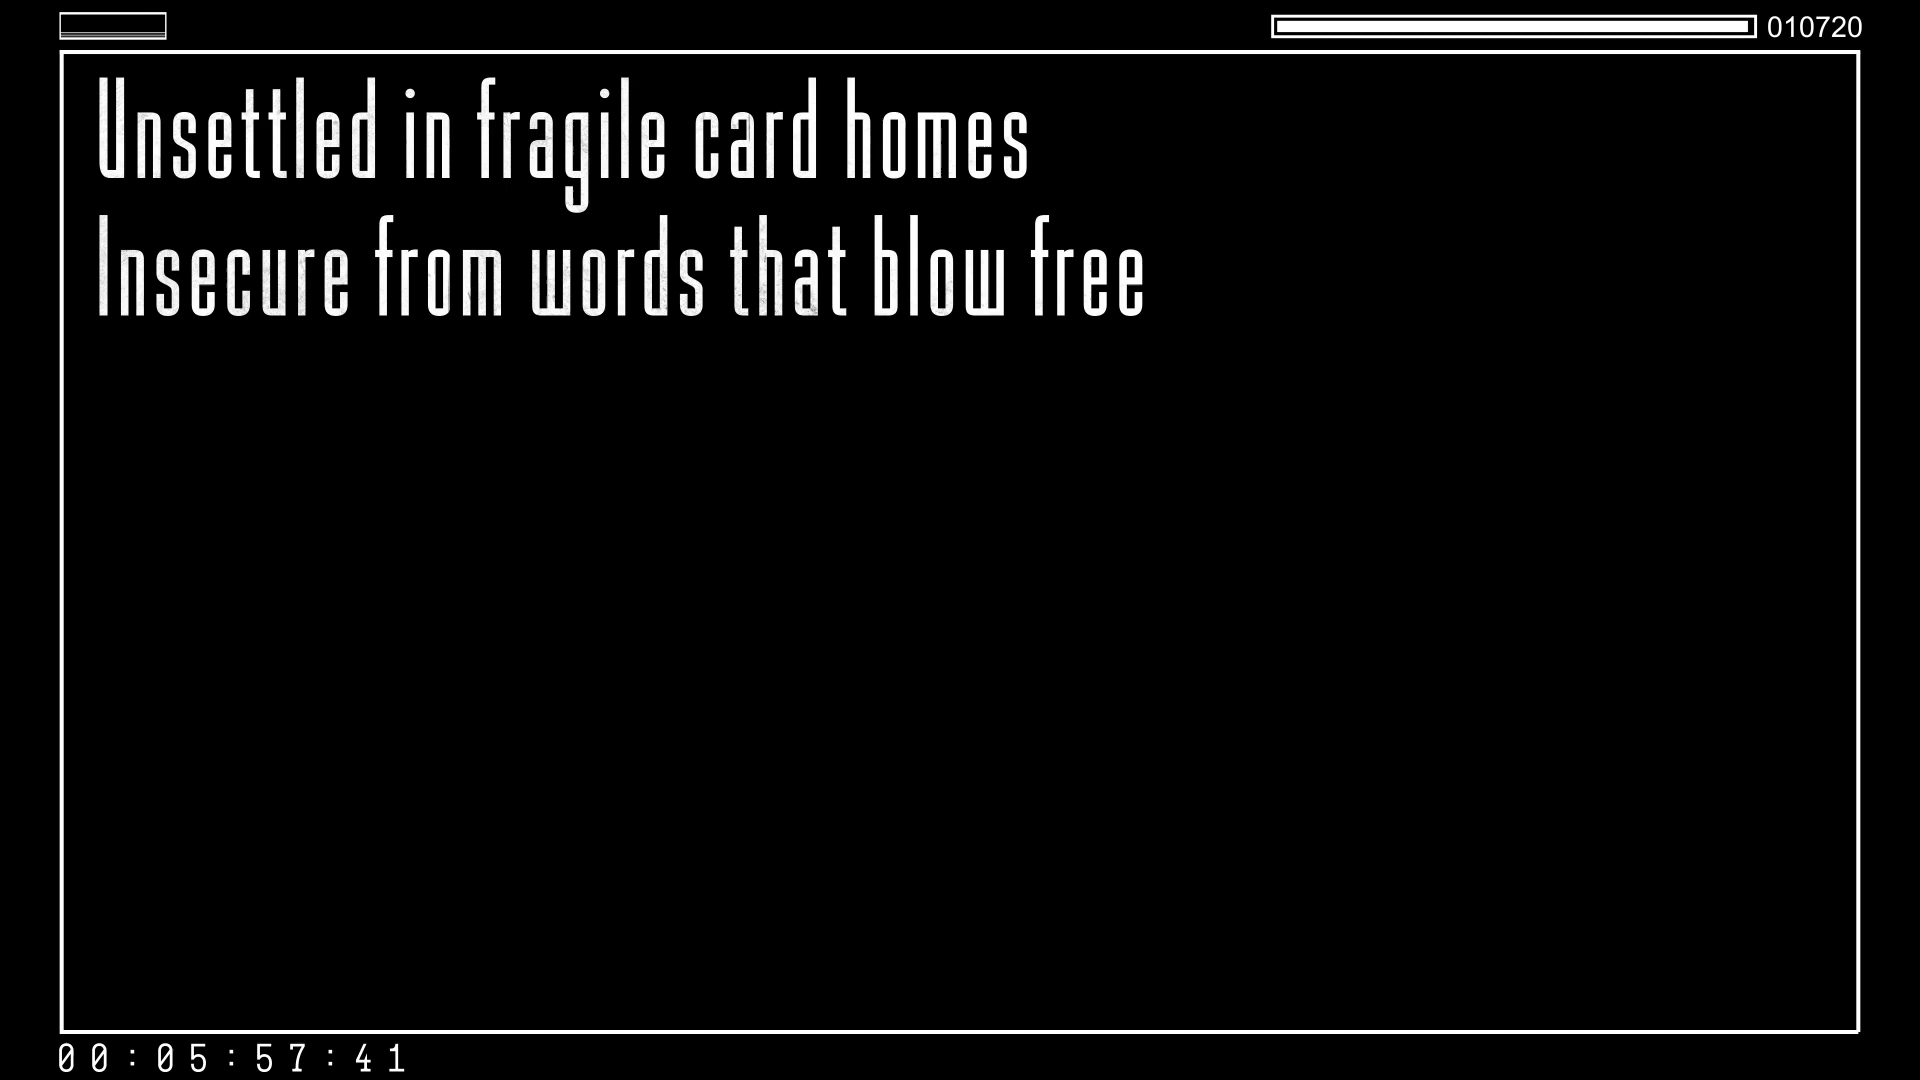 010720
Unsettled in fragile card homes
Insecure from words that blow free
00:05:57:41